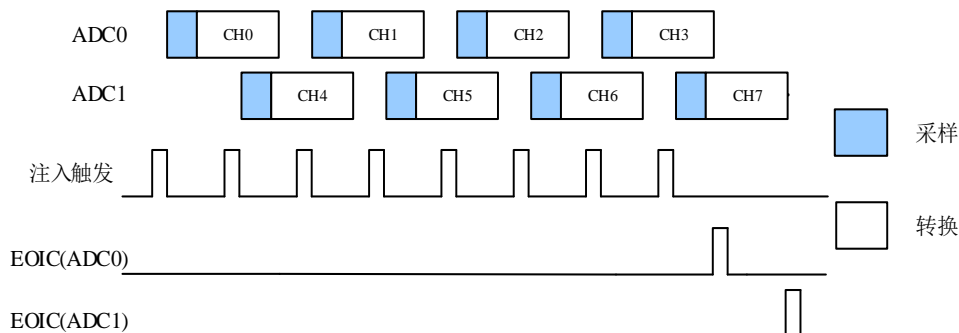 ADC0 CH0 CH1 CH2 CH3
ADC1 CH4 CH5 CH6 CH7
采样
注入触发
转换
EOIC(ADC0)
EOIC(ADC1)